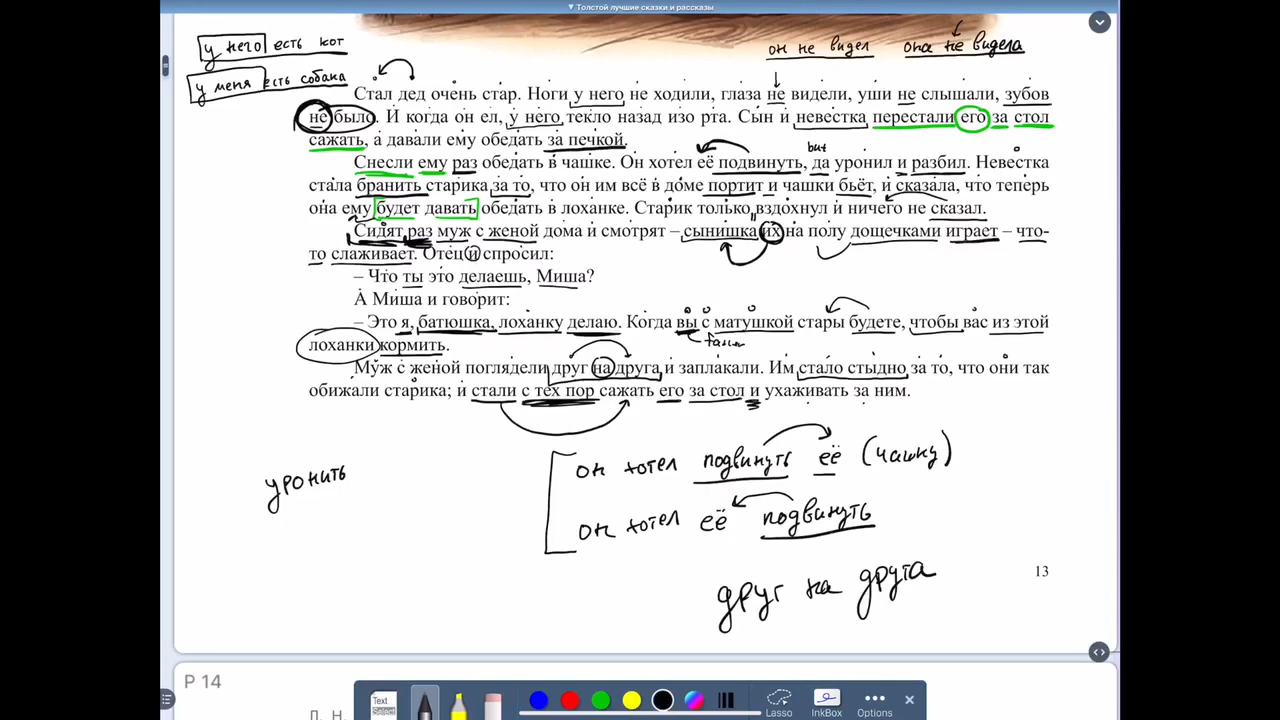 Толстой лучшие сказки и рассказы
у него есть кот
он не видел она не видела
у меня есть собака
Стал дед очень стар. Ноги у него не ходили, глаза не видели, уши не слышали, зубов
не было. И когда он ел, у него текло назад изо рта. Сын и невестка перестали его за стол
сажать, а давали ему обедать за печкой.
but
Снесли ему раз обедать в чашке. Он хотел её подвинуть, да уронил и разбил. Невестка
стала бранить старика за то, что он им всё в доме портит и чашки бьёт, и сказала, что теперь
она ему будет давать обедать в лоханке. Старик только вздохнул и ничего не сказал.
Сидят раз муж с женой дома и смотрят – сынишка их на полу дощечками играет – что-
то слаживает. Отец и спросил:
– Что ты это делаешь, Миша?
А Миша и говорит:
– Это я, батюшка, лоханку делаю. Когда вы с матушкой стары будете, чтобы вас из этой
лоханки кормить.
Муж с женой поглядели друг на друга и заплакали. Им стало стыдно за то, что они так
обижали старика; и стали с тех пор сажать его за стол и ухаживать за ним.
он хотел подвинуть её (чашку)
уронить
он хотел её подвинуть
друг на друга
13
P 14
Text
Lasso
InkBox
Options
Л. Н.